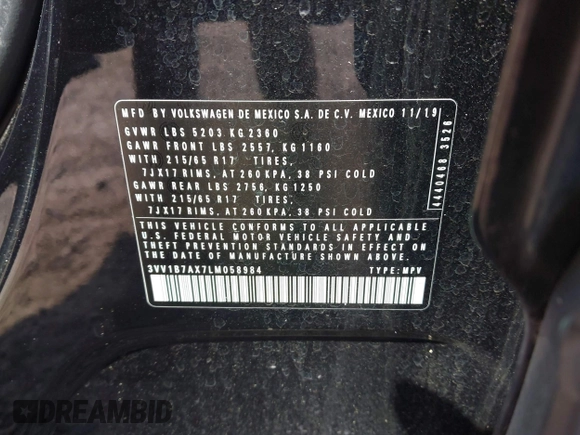 MFD BY VOLKSWAGEN DE MEXICO S.A. DE C.V. MEXICO 11/19
GVWR LBS 5203 KG 2360
GAWR FRONT LBS 2557, KG 1160
WITH 215/65 R17 TIRES,
7JX17 RIMS, AT 260 KPA, 38 PSI COLD
GAWR REAR LBS 2756, KG 1250
WITH 215/65 R17 TIRES,
7JX17 RIMS, AT 260 KPA, 38 PSI COLD
THIS VEHICLE CONFORMS TO ALL APPLICABLE
U.S. FEDERAL MOTOR VEHICLE SAFETY AND
THEFT PREVENTION STANDARDS IN EFFECT ON
THE DATE OF MANUFACTURE SHOWN ABOVE.
3VV1B7AX7LM058984 TYPE: MPV
4440468 3526
DREAMBID